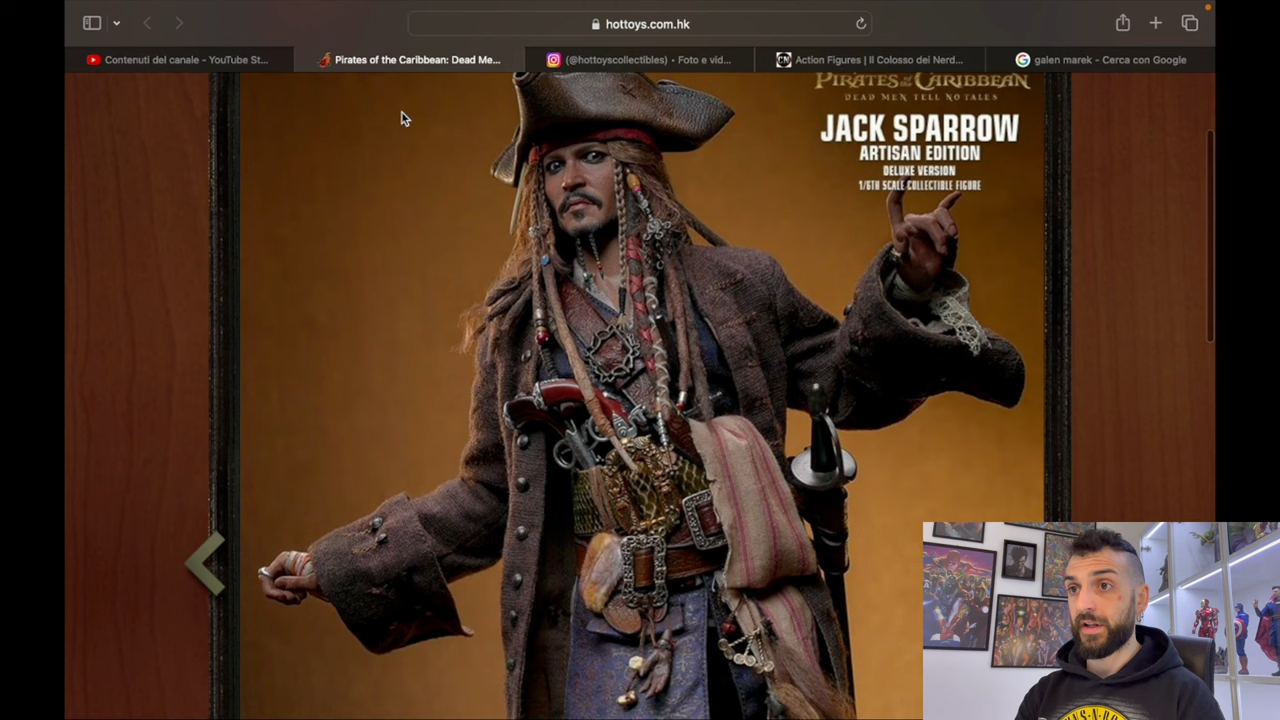 hottoys.com.hk
Contenuti del canale - YouTube St...
Pirates of the Caribbean: Dead Me...
(@hottoyscollectibles) • Foto e vid...
Action Figures | Il Colosso dei Nerd...
galen marek - Cerca con Google
PIRATES of the CARIBBEAN
DEAD MEN TELL NO TALES
JACK SPARROW
ARTISAN EDITION
DELUXE VERSION
1/6TH SCALE COLLECTIBLE FIGURE